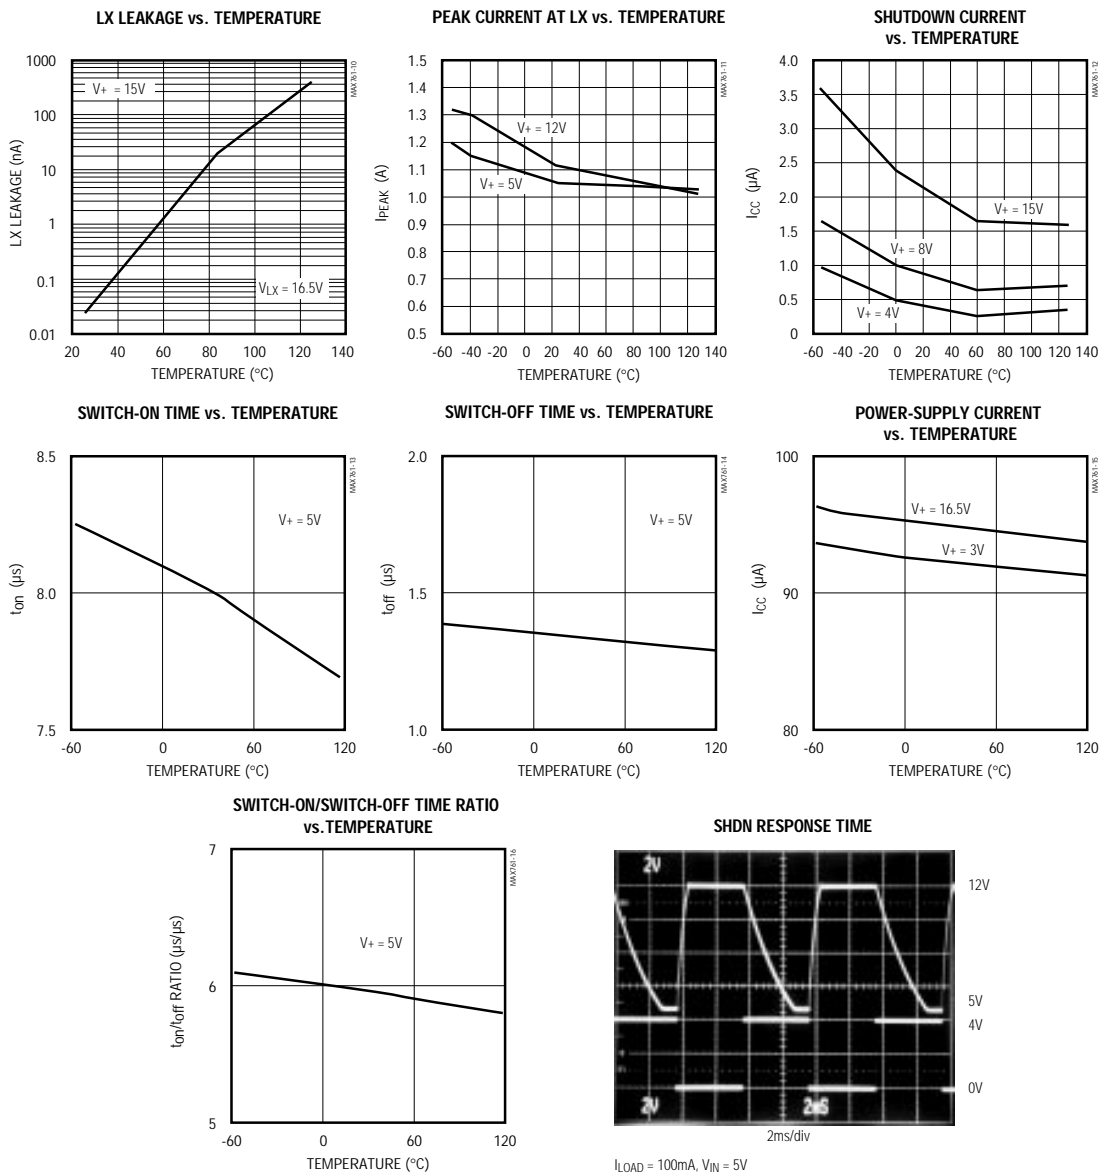 LX LEAKAGE vs. TEMPERATURE
1000
100
10
1
0.1
0.01
LX LEAKAGE (nA)
V+ = 15V
VLX = 16.5V
MAX761-10
20 40 60 80 100 120 140
TEMPERATURE (°C)
PEAK CURRENT AT LX vs. TEMPERATURE
1.5
1.4
1.3
1.2
1.1
1.0
0.9
0.8
0.7
0.6
0.5
IPEAK (A)
V+ = 12V
V+ = 5V
MAX761-11
-60 -40 -20 0 20 40 60 80 100 120 140
TEMPERATURE (°C)
SHUTDOWN CURRENT
vs. TEMPERATURE
4.0
3.5
3.0
2.5
2.0
1.5
1.0
0.5
0
ICC (µA)
V+ = 15V
V+ = 8V
V+ = 4V
MAX761-12
-60 -40 -20 0 20 40 60 80 100 120 140
TEMPERATURE (°C)
SWITCH-ON TIME vs. TEMPERATURE
8.5
8.0
7.5
ton (µs)
V+ = 5V
MAX761-13
-60 0 60 120
TEMPERATURE (°C)
SWITCH-OFF TIME vs. TEMPERATURE
2.0
1.5
1.0
toff (µs)
V+ = 5V
MAX761-14
-60 0 60 120
TEMPERATURE (°C)
POWER-SUPPLY CURRENT
vs. TEMPERATURE
100
90
80
ICC (µA)
V+ = 16.5V
V+ = 3V
MAX761-15
-60 0 60 120
TEMPERATURE (°C)
SWITCH-ON/SWITCH-OFF TIME RATIO
vs.TEMPERATURE
7
6
5
ton/toff RATIO (µs/µs)
V+ = 5V
MAX761-16
-60 0 60 120
TEMPERATURE (°C)
SHDN RESPONSE TIME
2V
12V
5V
4V
0V
2V 2mS
2ms/div
ILOAD = 100mA, VIN = 5V